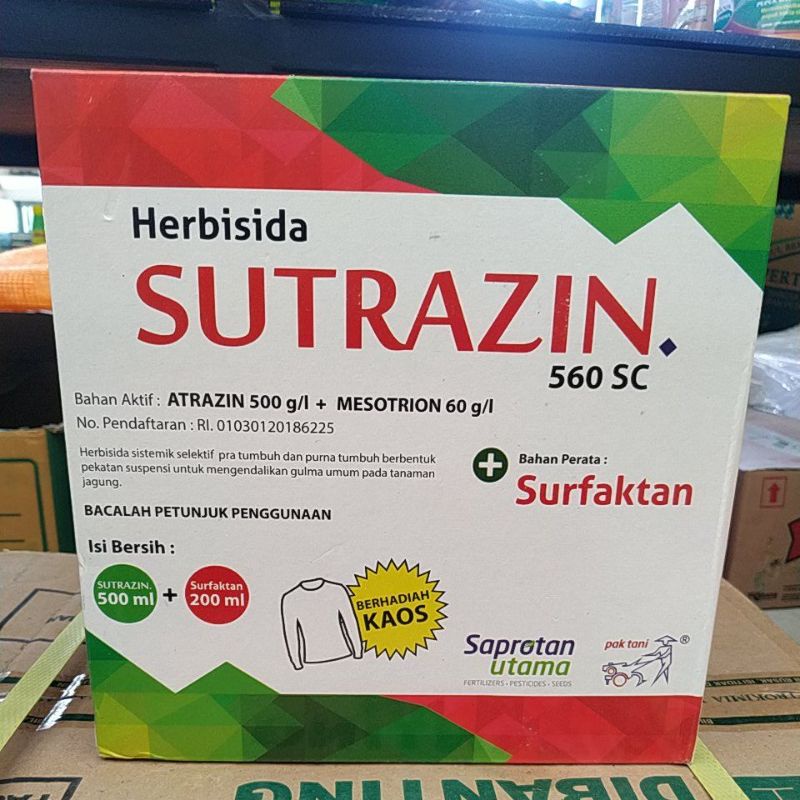 Herbisida
SUTRAZIN.
560 SC
Bahan Aktif : ATRAZIN 500 g/l + MESOTRION 60 g/l
No. Pendaftaran : RI. 01030120186225
Herbisida sistemik selektif pra tumbuh dan purna tumbuh berbentuk
pekatan suspensi untuk mengendalikan gulma umum pada tanaman
jagung.
+ Bahan Perata :
Surfaktan
BACALAH PETUNJUK PENGGUNAAN
Isi Bersih :
SUTRAZIN.
500 ml
+
Surfaktan
200 ml
BERHADIAH
KAOS
Saprotan
utama
FERTILIZERS • PESTICIDES • SEEDS
pak tani ®
DIBANTING